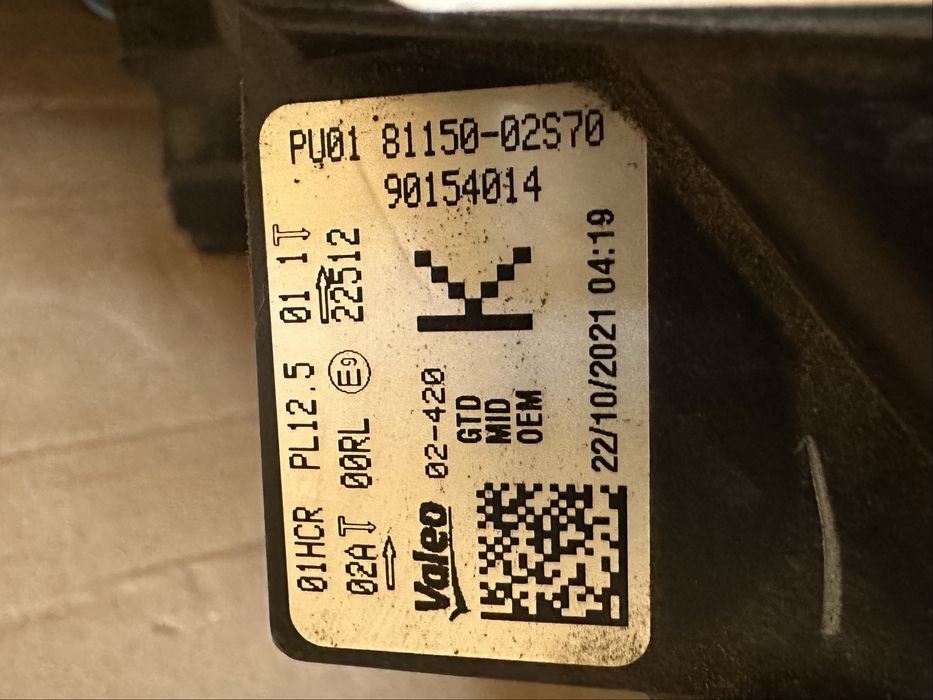 PU01 81150-02S70
90154014
01HCR PL12.5 01 1
02A 00RL E9 22512
Valeo 02-420
K
GTD
MID
OEM
22/10/2021 04:19